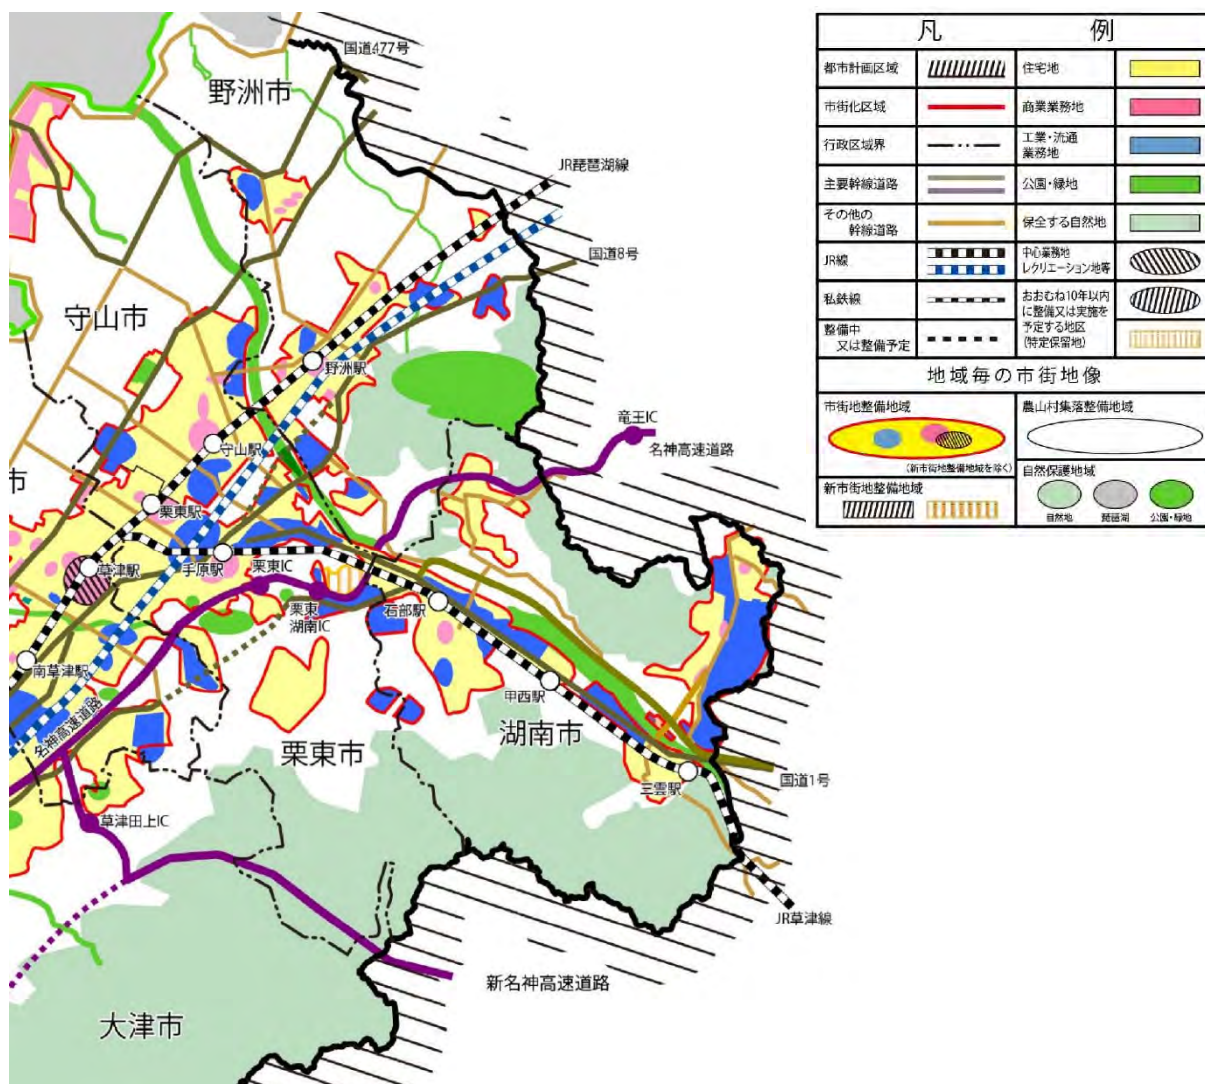 国道477号
野洲市
JR琵琶湖線
国道8号
守山市
野洲駅
竜王IC
名神高速道路
守山駅
市
栗東駅
草津駅
手原駅
栗東IC
栗東
湖南IC
石部駅
南草津駅
名神高速道路
甲西駅
湖南市
栗東市
三雲駅
国道1号
草津田上IC
JR草津線
新名神高速道路
大津市
凡 例
都市計画区域
住宅地
市街化区域
商業業務地
行政区域界
工業・流通
業務地
主要幹線道路
公園・緑地
その他の
幹線道路
保全する自然地
JR線
中心業務地
レクリエーション地等
私鉄線
おおむね10年以内
に整備又は実施を
予定する地区
(特定保留地)
整備中
又は整備予定
地域毎の市街地像
市街地整備地域
農山村集落整備地域
(新市街地整備地域を除く)
新市街地整備地域
自然保護地域
自然地
琵琶湖
公園・緑地